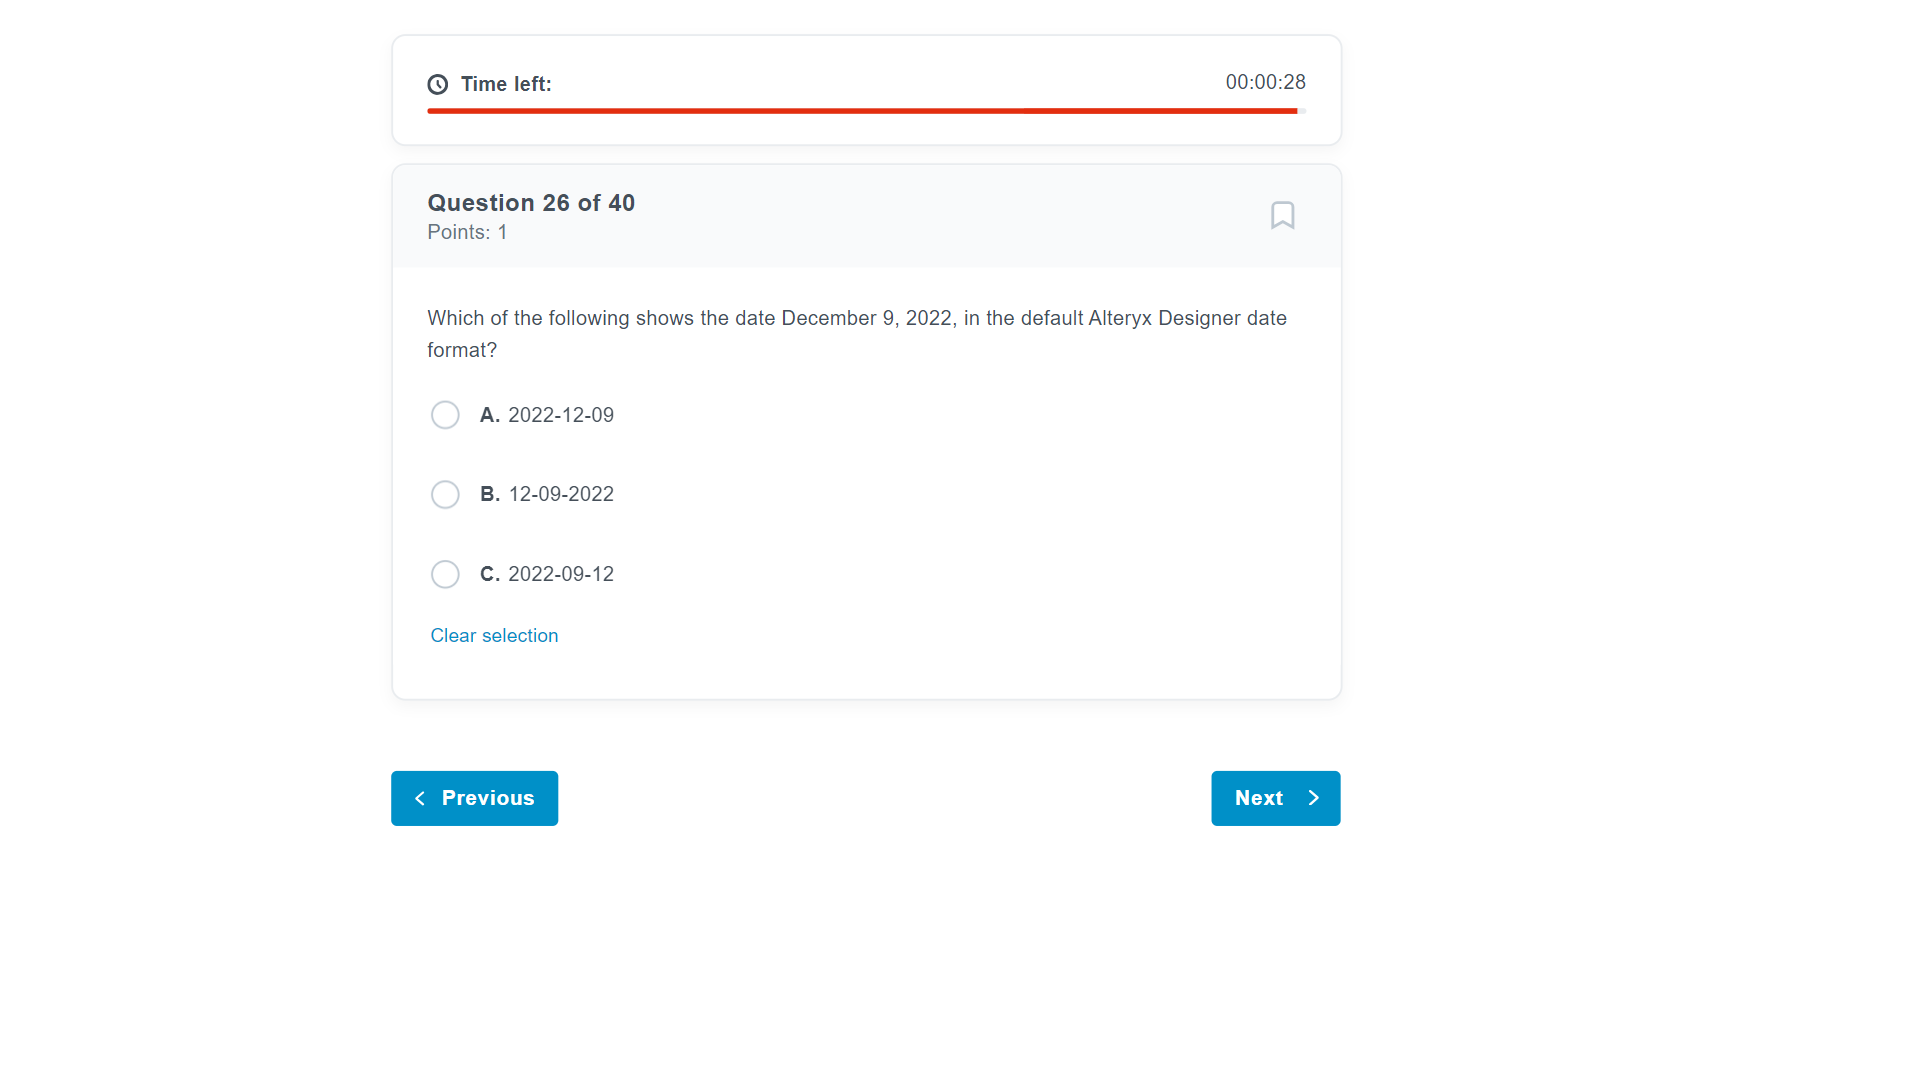 Time left:
00:00:28
Question 26 of 40
Points: 1
Which of the following shows the date December 9, 2022, in the default Alteryx Designer date
format?
A. 2022-12-09
B. 12-09-2022
C. 2022-09-12
Clear selection
Previous
Next